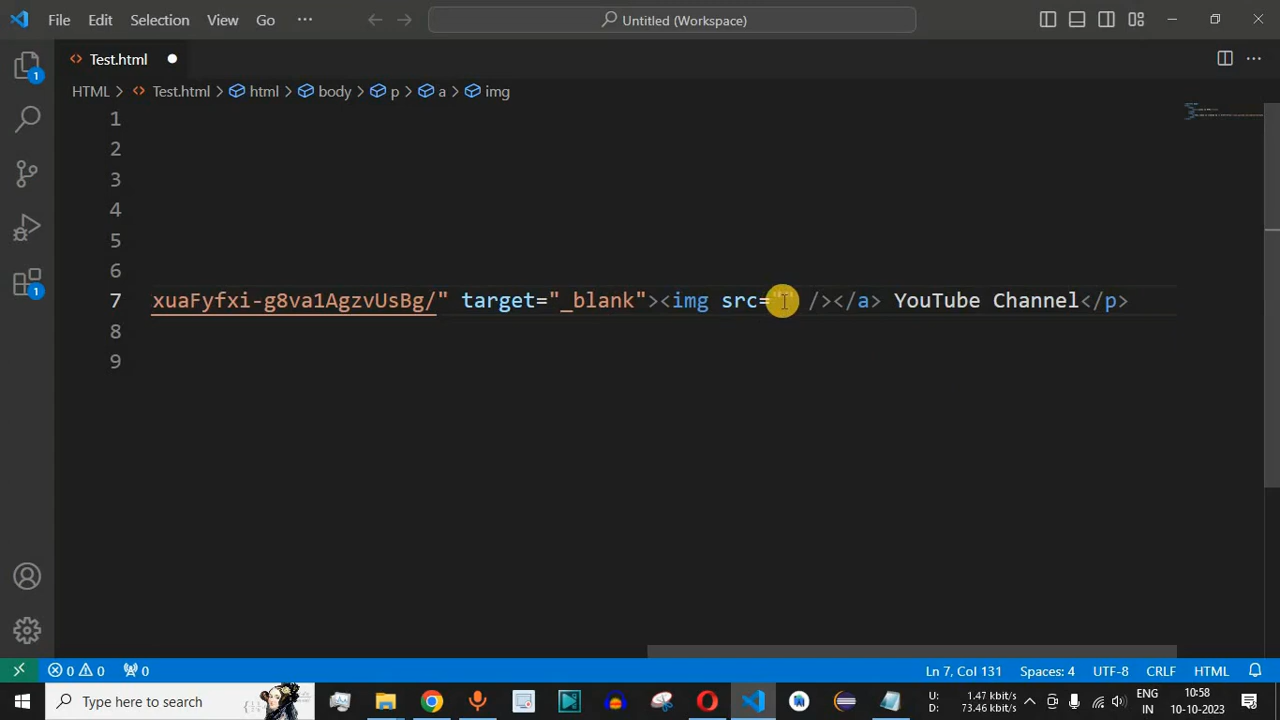 File Edit Selection View Go ··· Untitled (Workspace)
Test.html
HTML > Test.html > html > body > p > a > img
1
2
3
4
5
6
7 xuaFyfxi-g8va1AgzvUsBg/" target="_blank"><img src="" /></a> YouTube Channel</p>
8
9
1
1
0 0 0 Ln 7, Col 131 Spaces: 4 UTF-8 CRLF HTML
Type here to search U: 1.47 kbit/s ENG 10:58
D: 73.46 kbit/s IN 10-10-2023